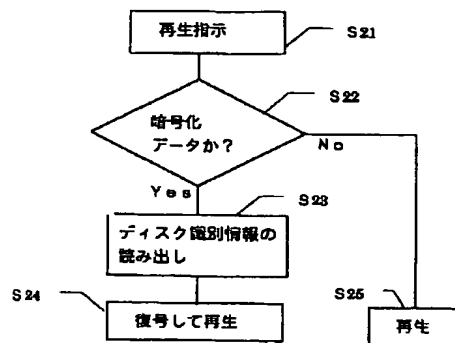 再生指示
S21
S22
暗号化
データか?
No
Yes
S23
ディスク識別情報の
読み出し
S24
復号して再生
S25
再生